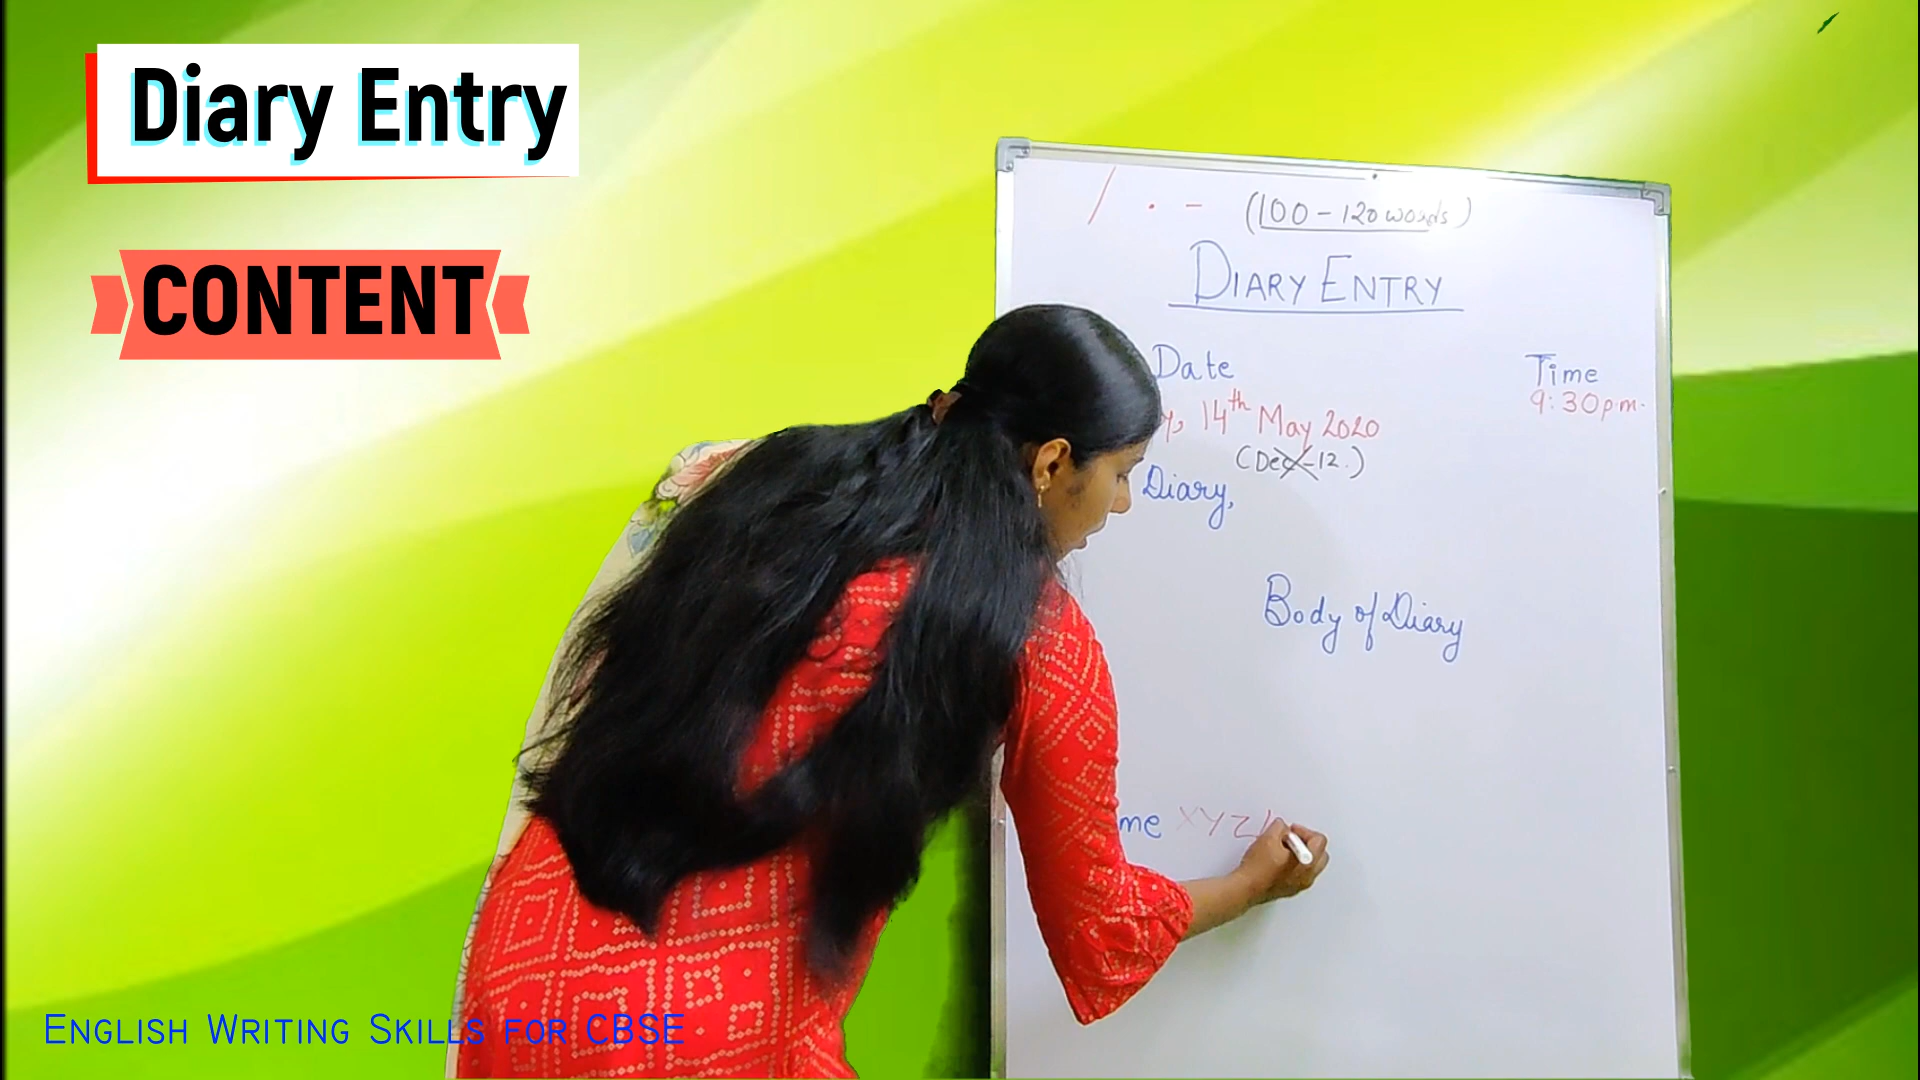 Diary Entry
CONTENT
/ . - (100-120 words)
DIARY ENTRY
Date
Time
y, 14th May 2020
9:30p.m.
(Dec-12.)
Diary,
Body of Diary
me XYZ/
ENGLISH WRITING SKILLS FOR CBSE